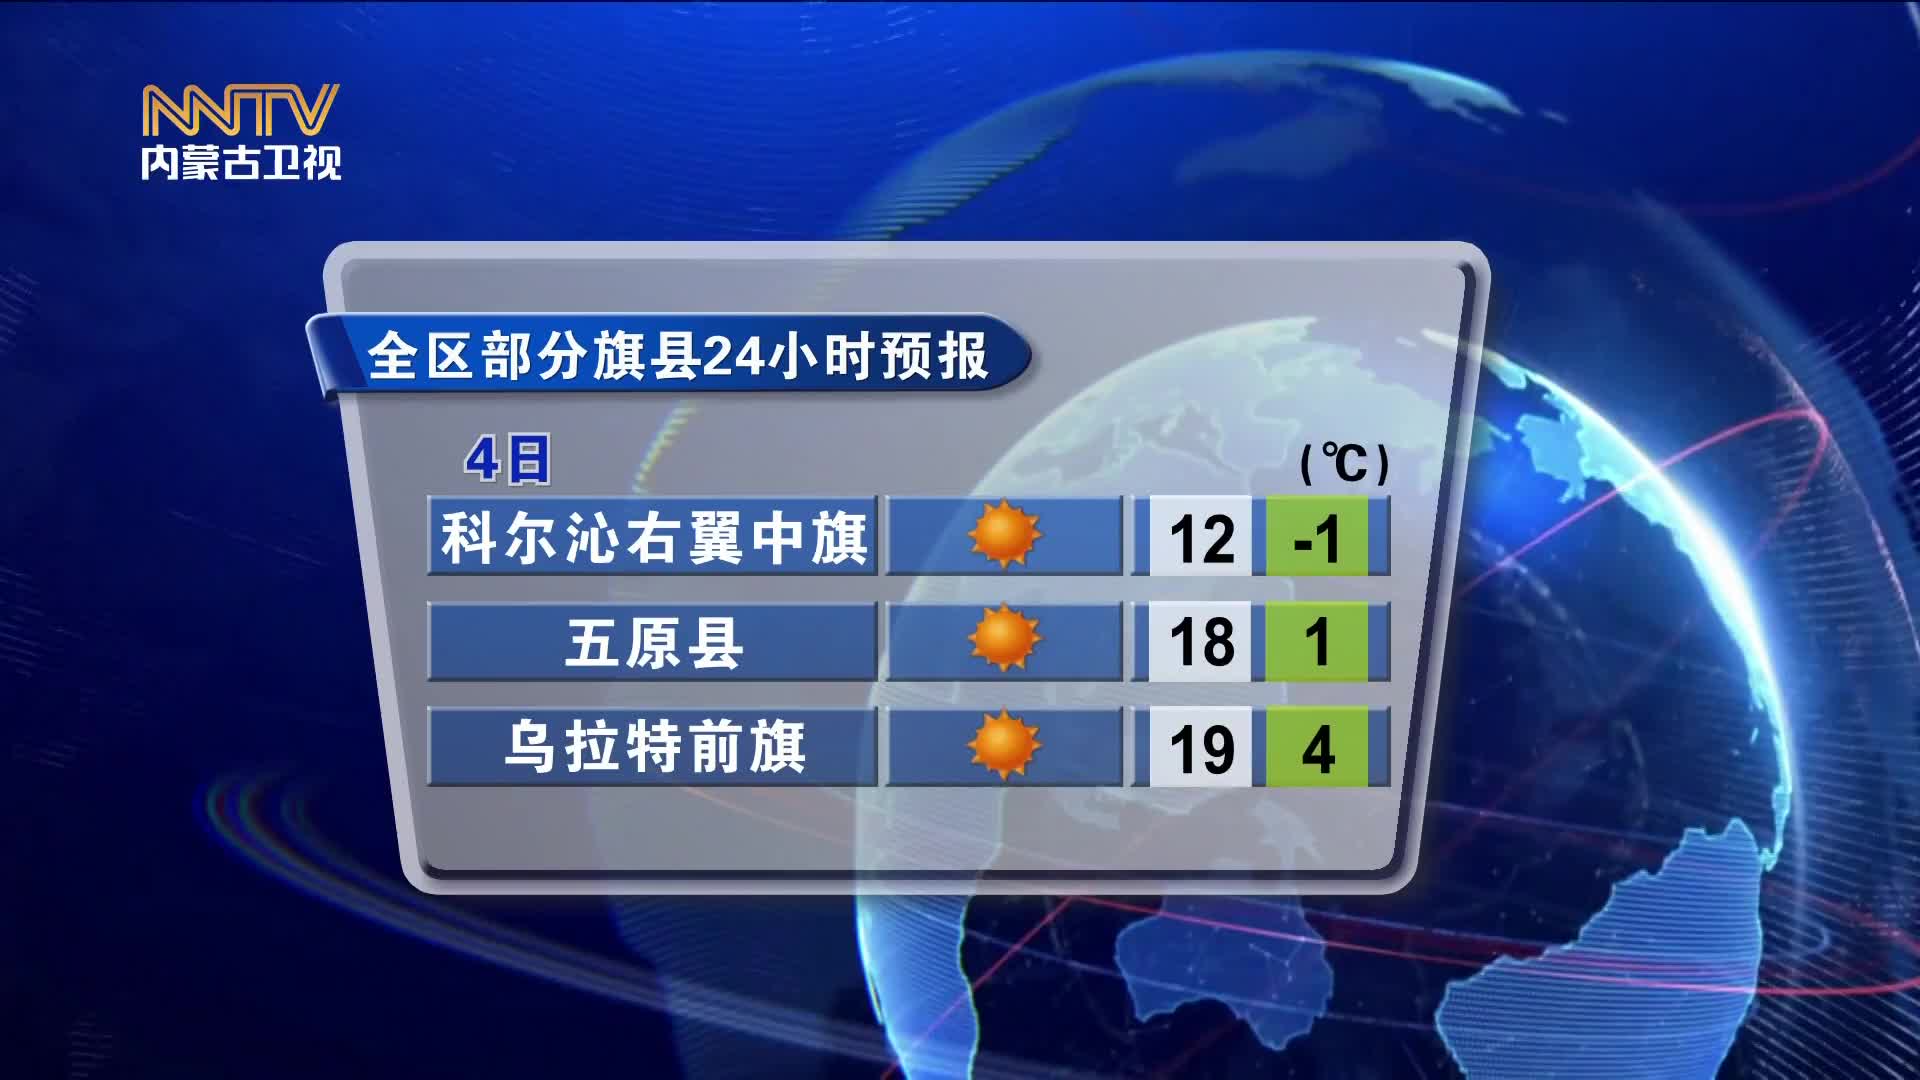 NNTV
内蒙古卫视
全区部分旗县24小时预报
4日 (℃)
科尔沁右翼中旗 12 -1
五原县 18 1
乌拉特前旗 19 4